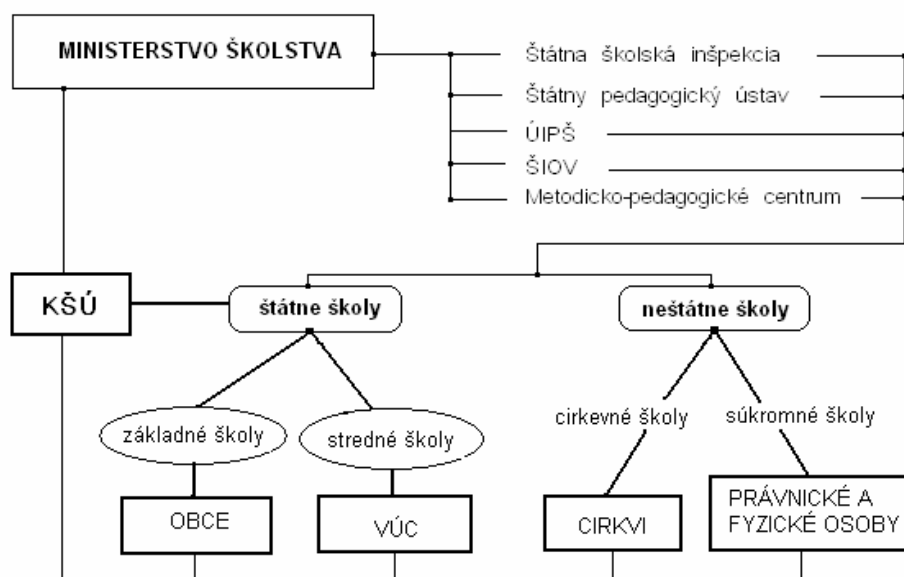 MINISTERSTVO ŠKOLSTVA
Štátna školská inšpekcia
Štátny pedagogický ústav
ÚIPŠ
ŠIOV
Metodicko-pedagogické centrum
KŠÚ
štátne školy
neštátne školy
základné školy
stredné školy
cirkevné školy
súkromné školy
OBCE
VÚC
CIRKVI
PRÁVNICKÉ A
FYZICKÉ OSOBY